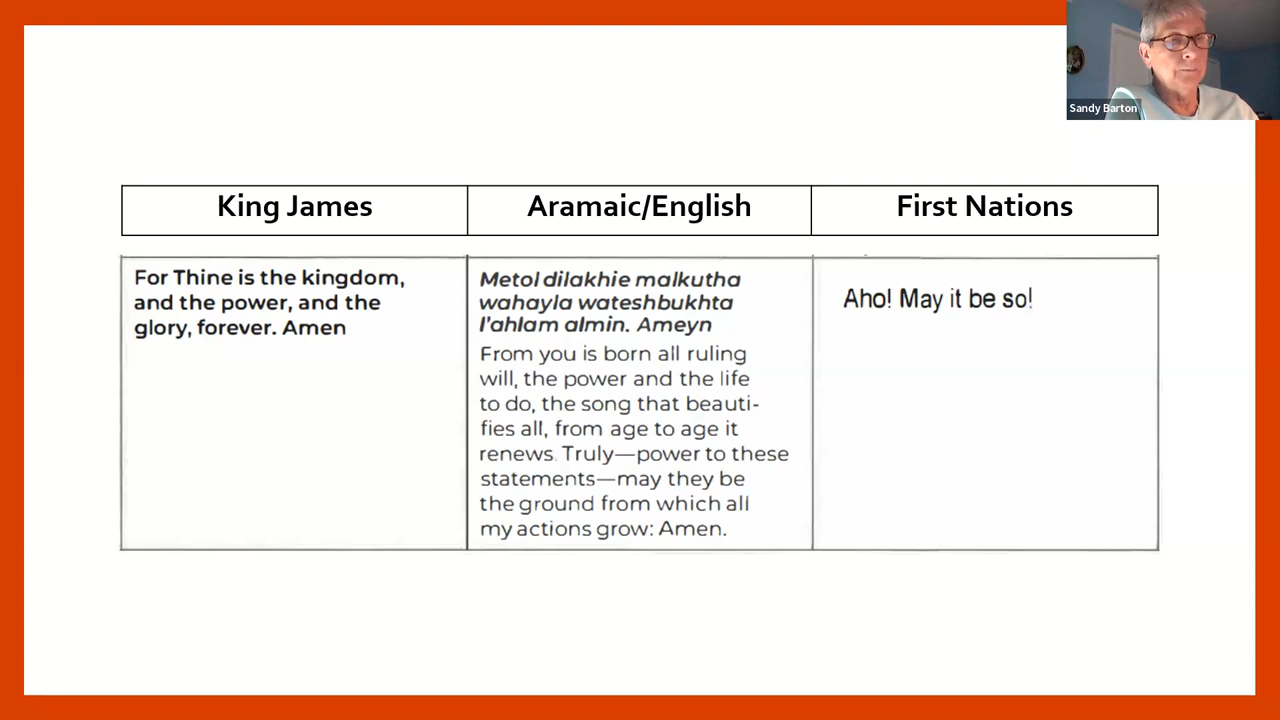 Sandy Barton
King James
Aramaic/English
First Nations
For Thine is the kingdom,
and the power, and the
glory, forever. Amen
Metol dilakhie malkutha
wahayla wateshbukhta
l'ahlam almin. Ameyn
From you is born all ruling
will, the power and the life
to do, the song that beauti-
fies all, from age to age it
renews. Truly—power to these
statements—may they be
the ground from which all
my actions grow: Amen.
Aho! May it be so!